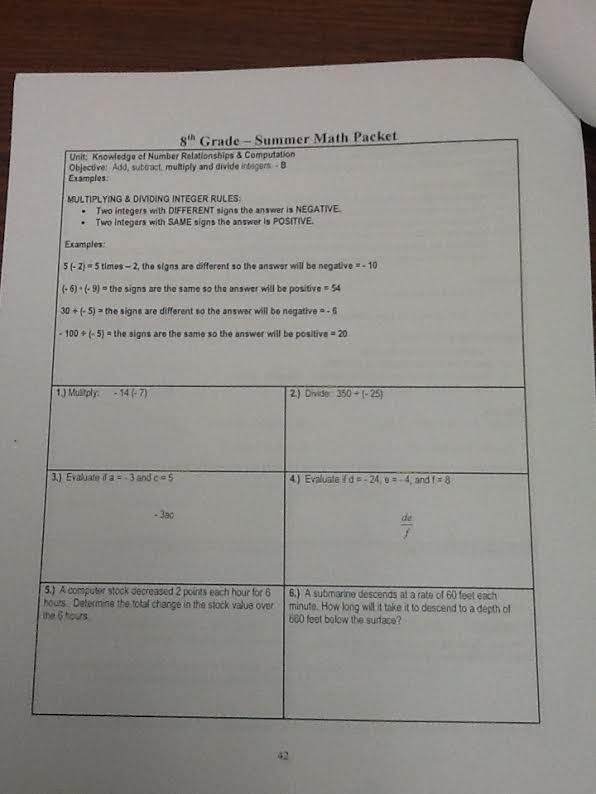 8th Grade – Summer Math Packet
Unit: Knowledge of Number Relationships & Computation
Objective: Add, subtract, multiply and divide integers. - B
Examples:
MULTIPLYING & DIVIDING INTEGER RULES:
• Two integers with DIFFERENT signs the answer is NEGATIVE.
• Two integers with SAME signs the answer is POSITIVE.
Examples:
5 (- 2) = 5 times – 2, the signs are different so the answer will be negative = - 10
(- 6) · (- 9) = the signs are the same so the answer will be positive = 54
30 ÷ (- 5) = the signs are different so the answer will be negative = - 6
- 100 ÷ (- 5) = the signs are the same so the answer will be positive = 20
1.) Mulitply: - 14 (- 7)
2.) Divide: 350 ÷ (- 25)
3.) Evaluate if a = - 3 and c = 5
- 3ac
4.) Evaluate if d = - 24, e = - 4, and f = 8
de
f
5.) A computer stock decreased 2 points each hour for 6
hours. Determine the total change in the stock value over
the 6 hours.
6.) A submarine descends at a rate of 60 feet each
minute. How long will it take it to descend to a depth of
660 feet below the surface?
42